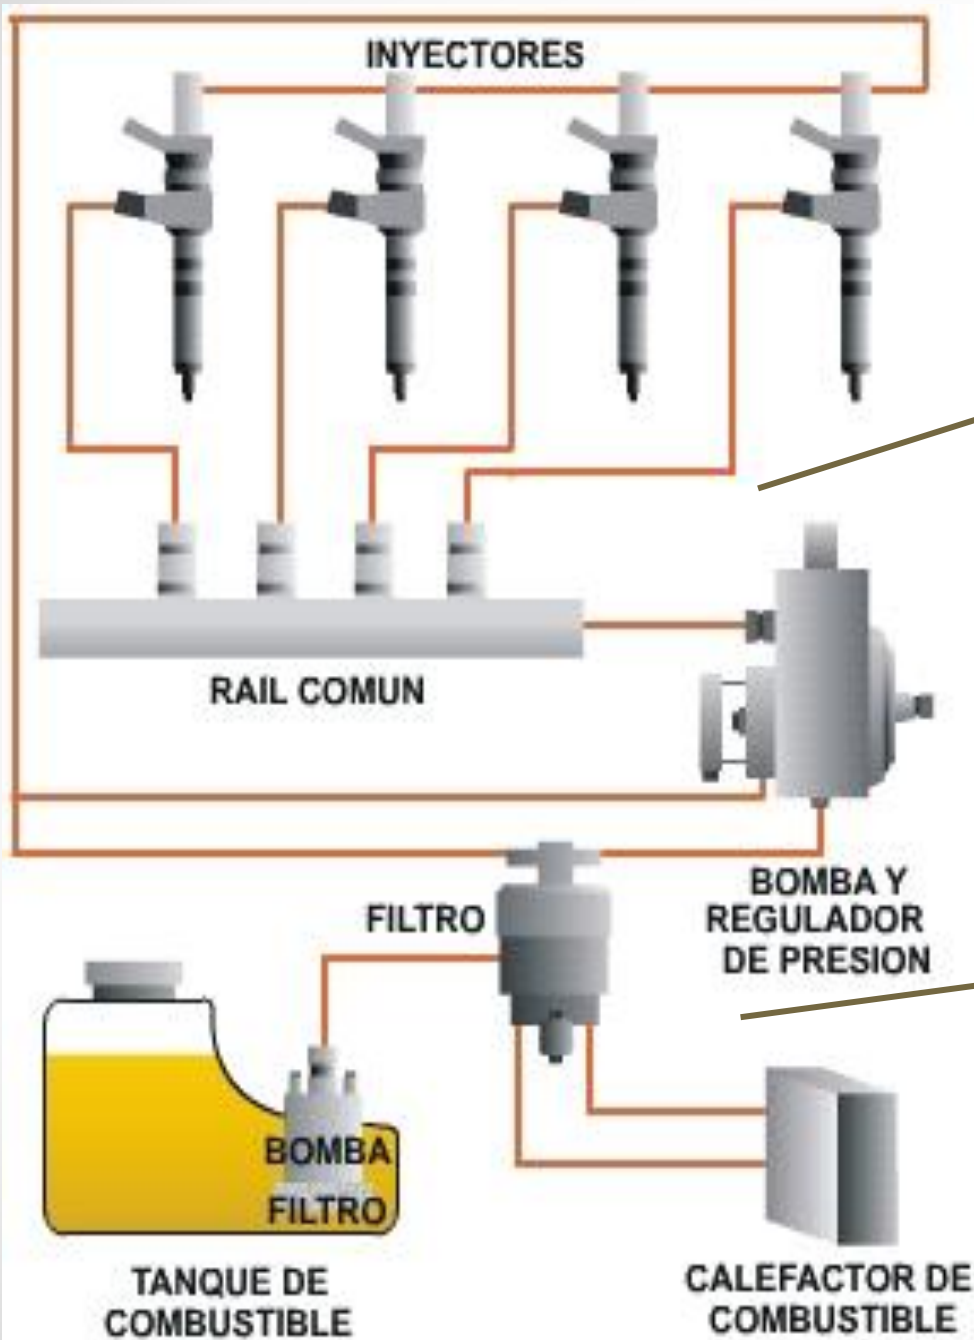 INYECTORES
RAIL COMUN
BOMBA Y
REGULADOR
DE PRESION
FILTRO
BOMBA
FILTRO
TANQUE DE
COMBUSTIBLE
CALEFACTOR DE
COMBUSTIBLE